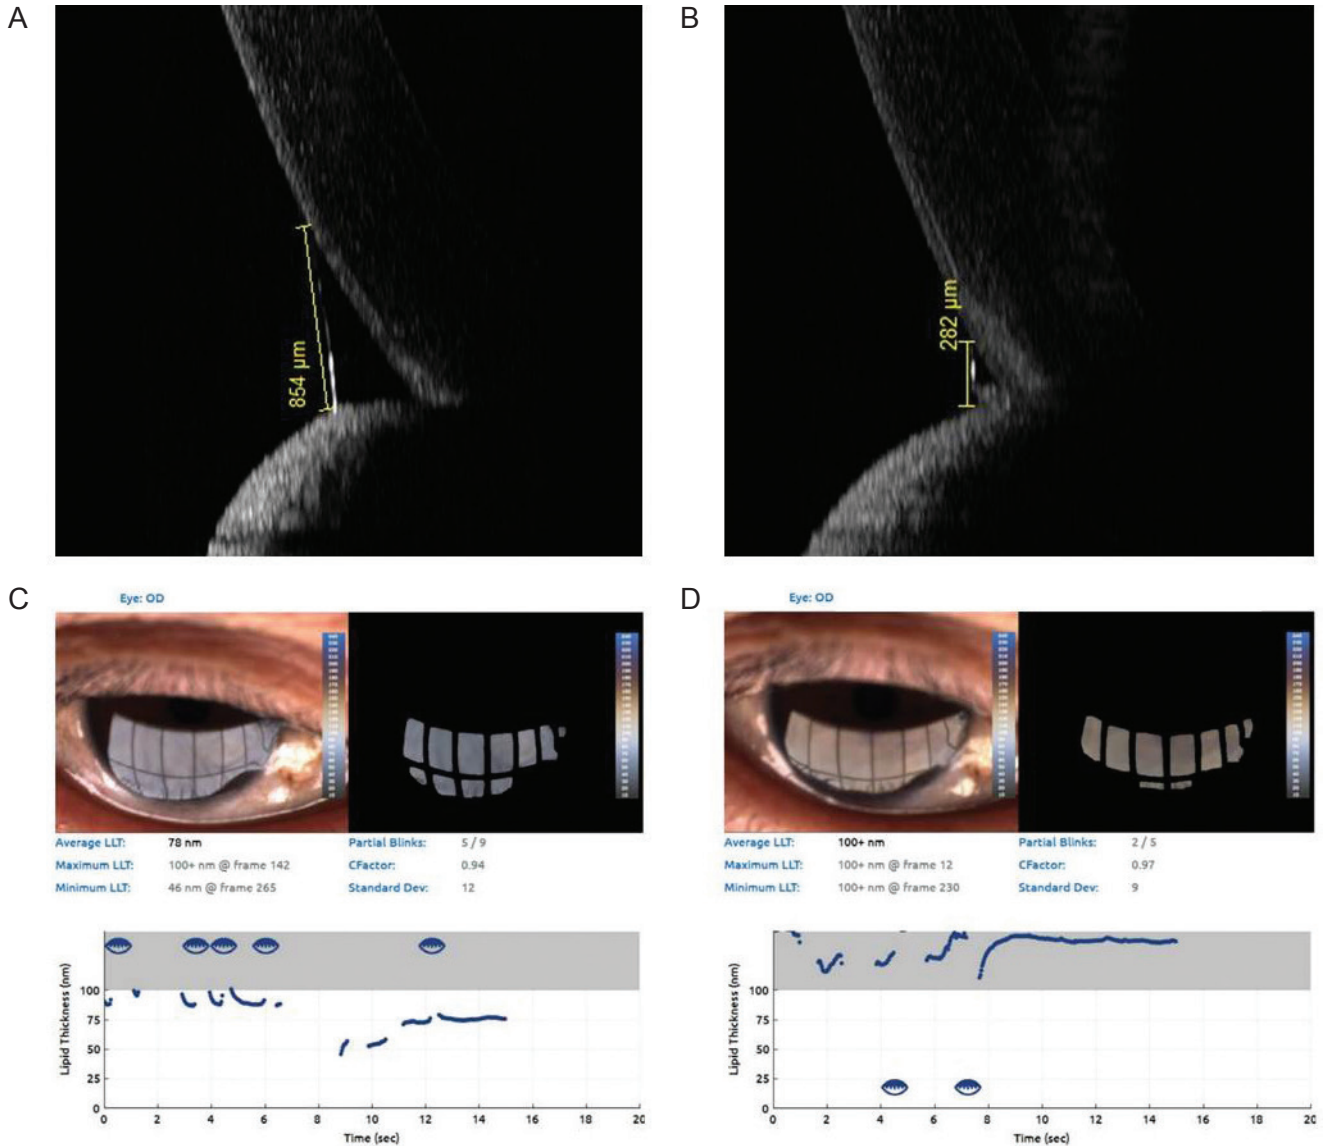 A
B
854 µm
282 µm
C
Eye: OD
Average LLT: 78 nm Partial Blinks: 5 / 9
Maximum LLT: 100+ nm @ frame 142 CFactor: 0.94
Minimum LLT: 46 nm @ frame 265 Standard Dev: 12
Lipid Thickness (nm)
100
75
50
25
0
0 2 4 6 8 10 12 14 16 18 20
Time (sec)
D
Eye: OD
Average LLT: 100+ nm Partial Blinks: 2 / 5
Maximum LLT: 100+ nm @ frame 12 CFactor: 0.97
Minimum LLT: 100+ nm @ frame 230 Standard Dev: 9
Lipid Thickness (nm)
100
75
50
25
0
0 2 4 6 8 10 12 14 16 18 20
Time (sec)